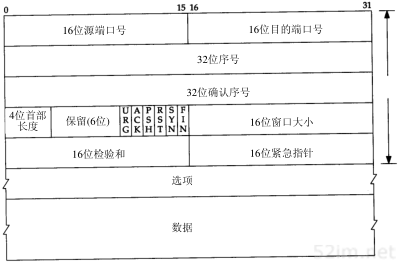 0 15 16 31
16位源端口号 16位目的端口号
32位序号
32位确认序号
4位首部长度 保留(6位) URG ACK PSH RST SYN FIN 16位窗口大小
16位检验和 16位紧急指针
选项
数据
52im.net